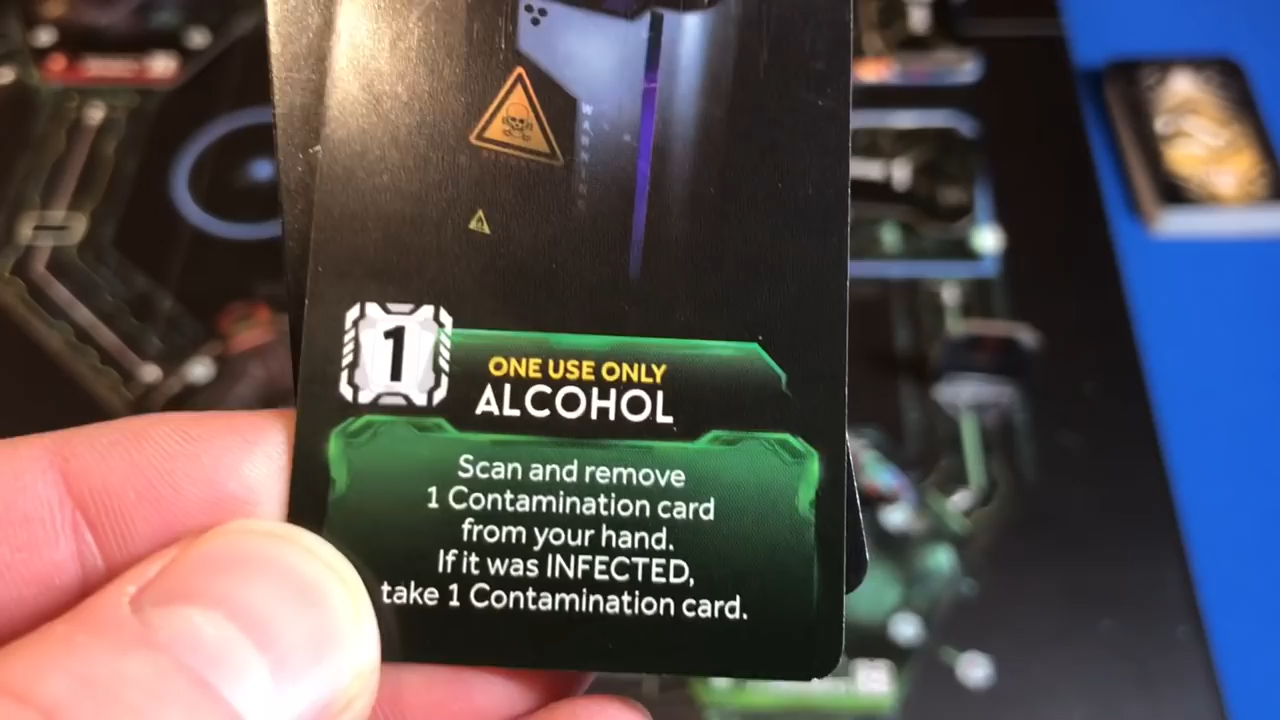 1
ONE USE ONLY
ALCOHOL
Scan and remove
1 Contamination card
from your hand.
If it was INFECTED,
take 1 Contamination card.